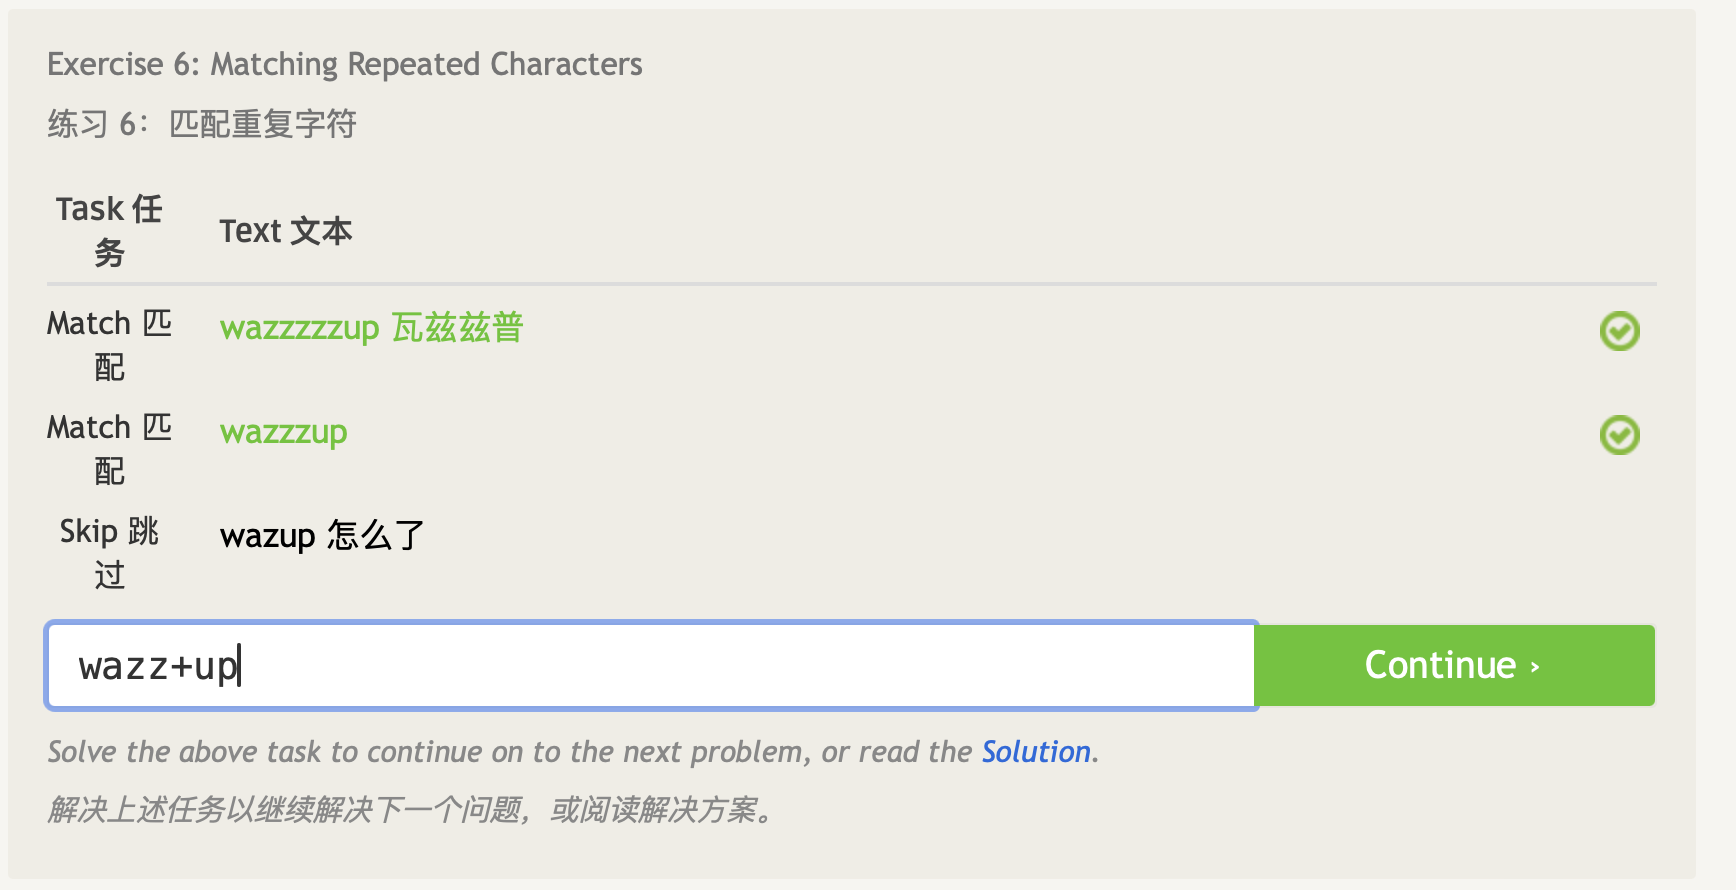 Exercise 6: Matching Repeated Characters
练习 6：匹配重复字符
Task 任务
Text 文本
Match 匹配
wazzzzzup 瓦兹兹普
Match 匹配
wazzzup
Skip 跳过
wazup 怎么了
wazz+up
Continue ›
Solve the above task to continue on to the next problem, or read the Solution.
解决上述任务以继续解决下一个问题，或阅读解决方案。